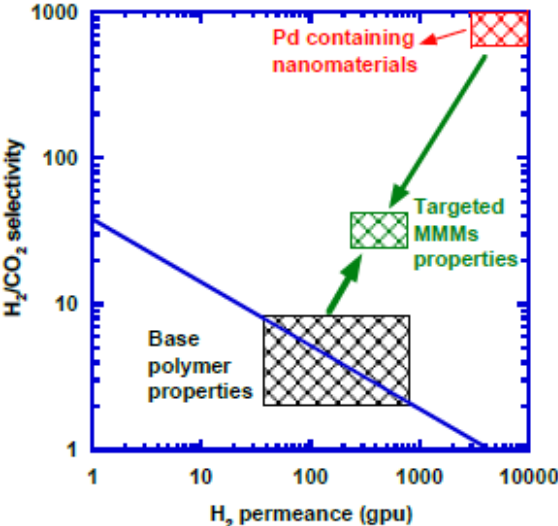 1000
Pd containing
nanomaterials
100
Targeted
MMMs
properties
H₂/CO₂ selectivity
10
Base
polymer
properties
1
1 10 100 1000 10000
H₂ permeance (gpu)